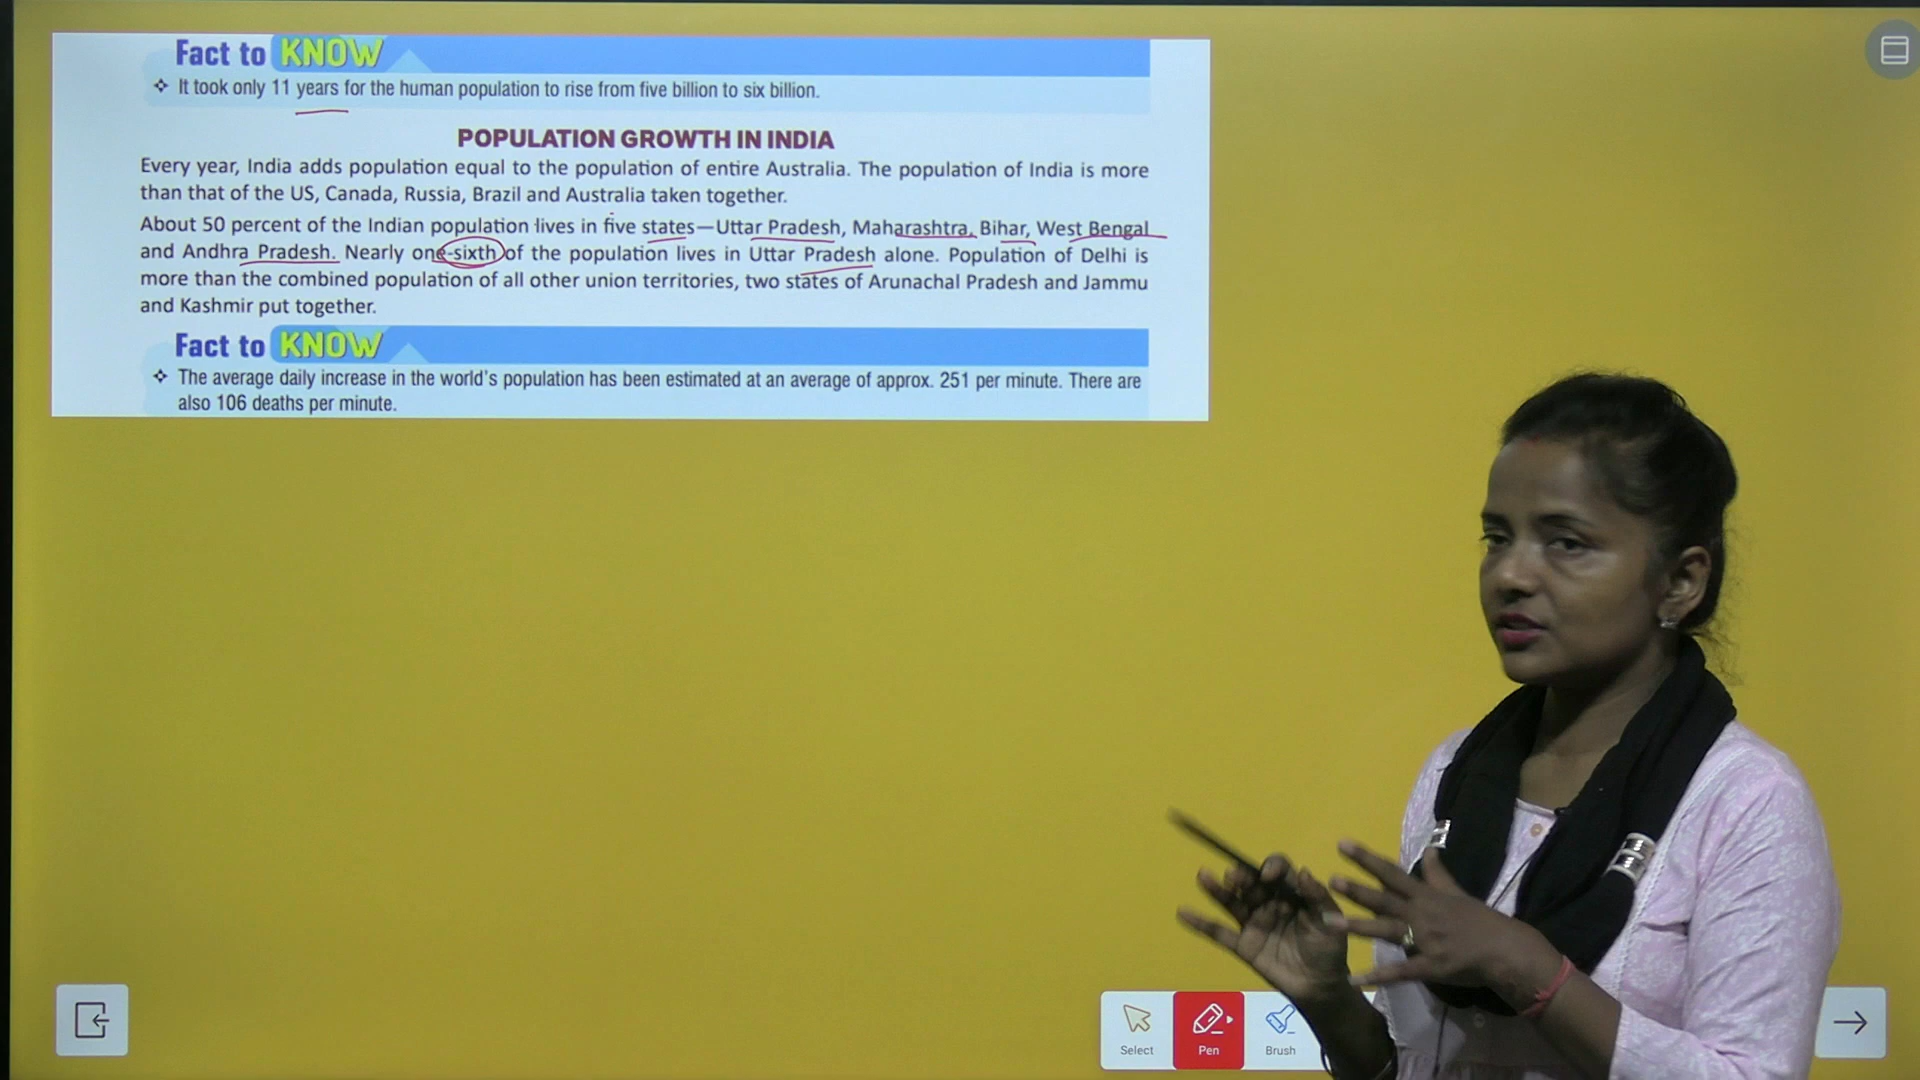 Fact to KNOW
❖ It took only 11 years for the human population to rise from five billion to six billion.
POPULATION GROWTH IN INDIA
Every year, India adds population equal to the population of entire Australia. The population of India is more
than that of the US, Canada, Russia, Brazil and Australia taken together.
About 50 percent of the Indian population lives in five states—Uttar Pradesh, Maharashtra, Bihar, West Bengal
and Andhra Pradesh. Nearly one-sixth of the population lives in Uttar Pradesh alone. Population of Delhi is
more than the combined population of all other union territories, two states of Arunachal Pradesh and Jammu
and Kashmir put together.
Fact to KNOW
❖ The average daily increase in the world's population has been estimated at an average of approx. 251 per minute. There are
also 106 deaths per minute.
Select Pen Brush